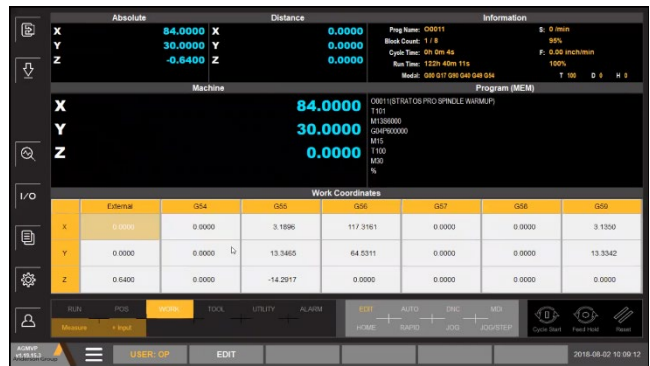 Absolute Distance Information
X 84.0000 X 0.0000 Prog Name: O0011 S: 0 /min
Y 30.0000 Y 0.0000 Block Count: 1 / 8 95%
Z -0.6400 Z 0.0000 Cycle Time: 0h 0m 4s F: 0.00 inch/min
Run Time: 122h 40m 11s 100%
Modal: G80 G17 G90 G40 G49 G54 T 100 D 0 H 0
Machine Program (MEM)
X 84.0000 O0011(STRATOS PRO SPINDLE WARMUP)
T101
Y 30.0000 M13S6000
G04P600000
M15
Z 0.0000 T100
M30
%
I/O
Work Coordinates
External G54 G55 G56 G57 G58 G59
X 0.0000 0.0000 3.1896 117.3161 0.0000 0.0000 3.1350
Y 0.0000 0.0000 13.3465 64.5311 0.0000 0.0000 13.3342
Z 0.6400 0.0000 -14.2917 0.0000 0.0000 0.0000 0.0000
RUN POS WORK TOOL UTILITY ALARM EDIT AUTO DNC MDI
Measure + Input HOME RAPID JOG JOG/STEP Cycle Start Feed Hold Reset
AGMVP
v1.10.15.3
Anderson Group
USER: OP EDIT 2018-08-02 10:09:12